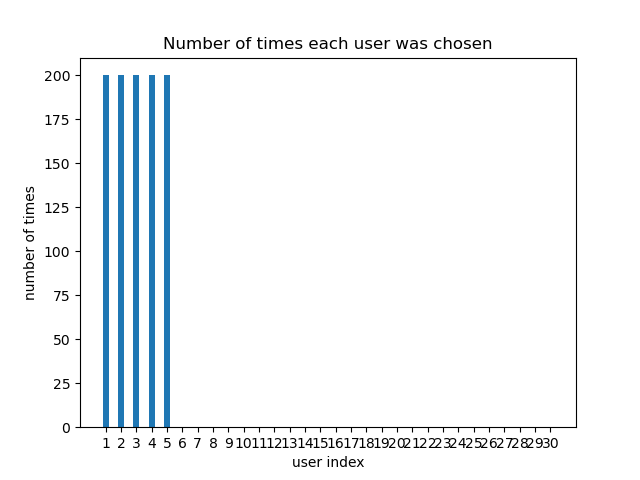 Number of times each user was chosen
200
175
150
125
100
75
50
25
0
number of times
1 2 3 4 5 6 7 8 9 10 11 12 13 14 15 16 17 18 19 20 21 22 23 24 25 26 27 28 29 30
user index